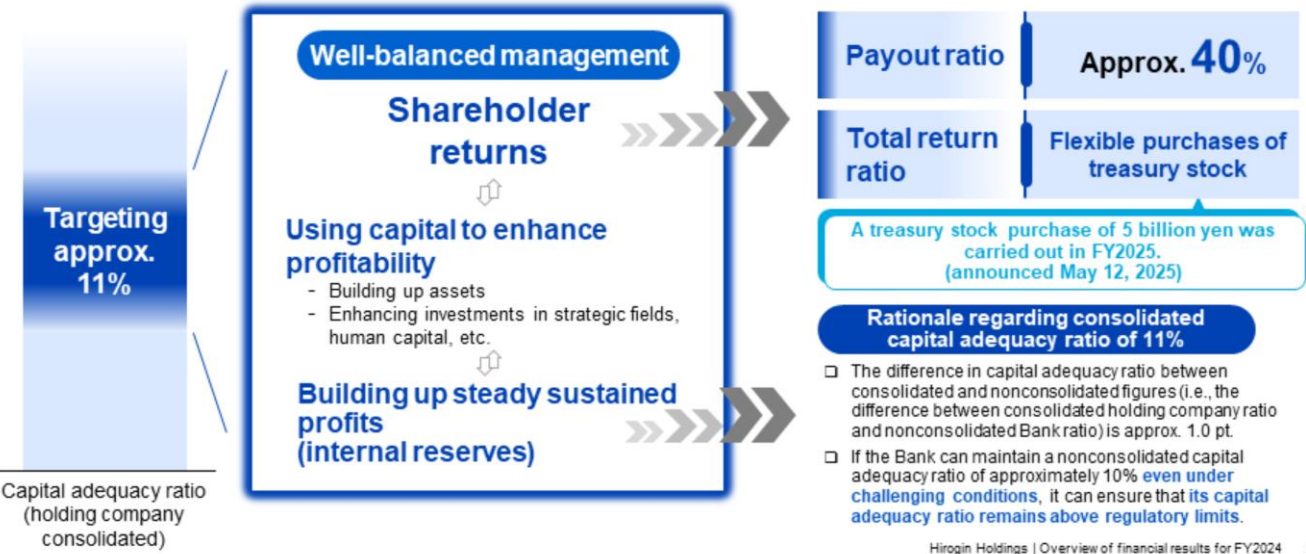 Targeting
approx.
11%
Capital adequacy ratio
(holding company
consolidated)
Well-balanced management
Shareholder
returns
Using capital to enhance
profitability
- Building up assets
- Enhancing investments in strategic fields,
human capital, etc.
Building up steady sustained
profits
(internal reserves)
Payout ratio
Approx. 40%
Total return
ratio
Flexible purchases of
treasury stock
A treasury stock purchase of 5 billion yen was
carried out in FY2025.
(announced May 12, 2025)
Rationale regarding consolidated
capital adequacy ratio of 11%
❑ The difference in capital adequacy ratio between
consolidated and nonconsolidated figures (i.e., the
difference between consolidated holding company ratio
and nonconsolidated Bank ratio) is approx. 1.0 pt.
❑ If the Bank can maintain a nonconsolidated capital
adequacy ratio of approximately 10% even under
challenging conditions, it can ensure that its capital
adequacy ratio remains above regulatory limits.
Hirogin Holdings | Overview of financial results for FY2024